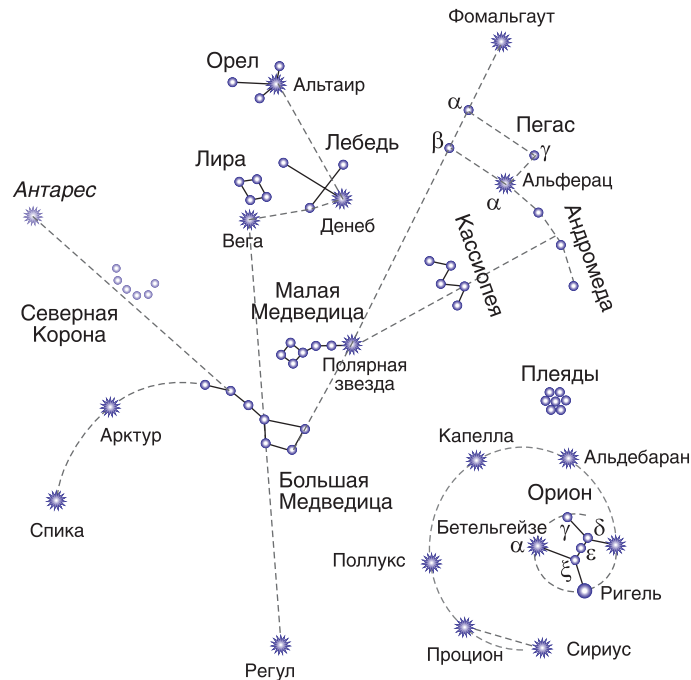 Фомальгаут
Орел
Альтаир
α
Пегас
β
γ
Лебедь
Лира
Альферац
α
Антарес
Денеб
Вега
Кассиопея
Андромеда
Малая
Медведица
Северная
Корона
Полярная
звезда
Плеяды
Арктур
Капелла
Альдебаран
Большая
Медведица
Орион
Спика
Бетельгейзе
γ
δ
α
ε
Поллукс
ξ
Ригель
Процион
Сириус
Регул